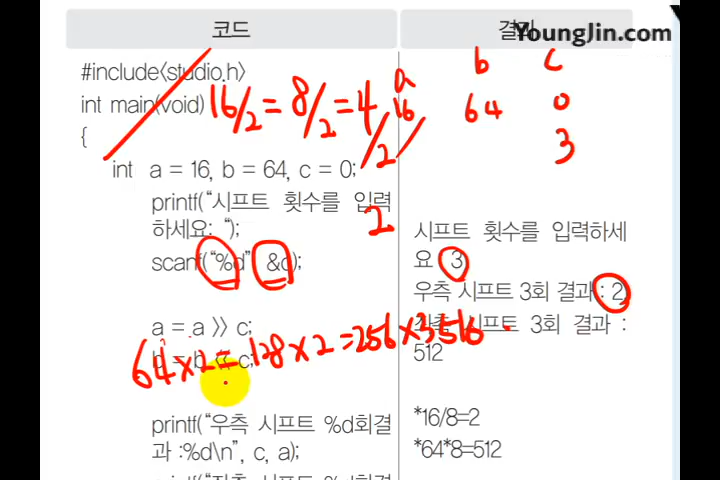 코드
결과
YoungJin.com
#include<studio.h>
int main(void)
{
int a = 16, b = 64, c = 0;
printf("시프트 횟수를 입력
하세요: ");
scanf("%d" &c);
a = a >> c;
b = b << c;
printf("우측 시프트 %d회결
과 :%d\n", c, a);
시프트 횟수를 입력하세
요 3
우측 시프트 3회 결과 : 2
좌측 시프트 3회 결과 :
512
*16/8=2
*64*8=512
a b c
16 64 0
3
16/2 = 8/2 = 4
/2
2
64×2=128×2=256×